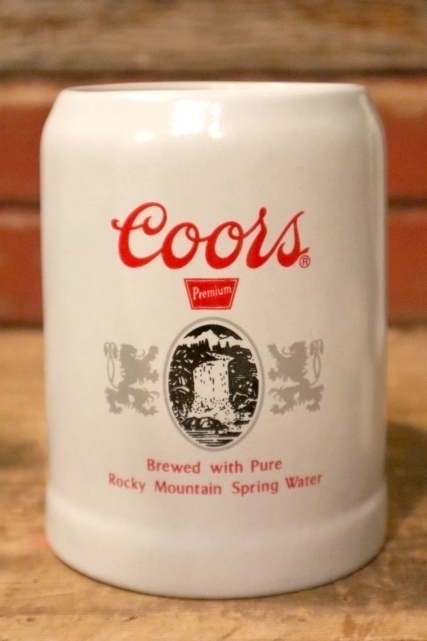 Coors®
Premium
Brewed with Pure
Rocky Mountain Spring Water